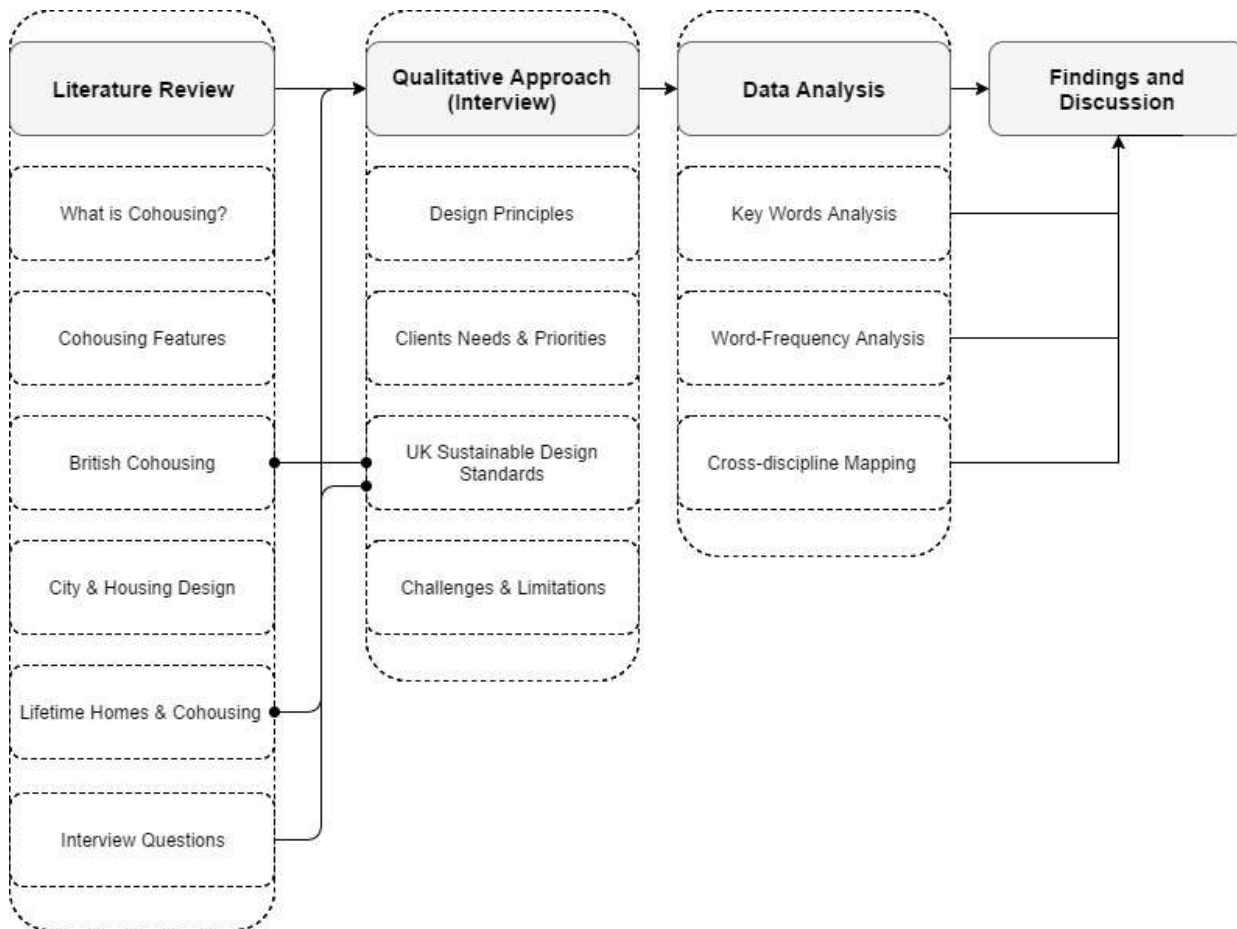 Literature Review
What is Cohousing?
Cohousing Features
British Cohousing
City & Housing Design
Lifetime Homes & Cohousing
Interview Questions
Qualitative Approach
(Interview)
Design Principles
Clients Needs & Priorities
UK Sustainable Design
Standards
Challenges & Limitations
Data Analysis
Key Words Analysis
Word-Frequency Analysis
Cross-discipline Mapping
Findings and
Discussion